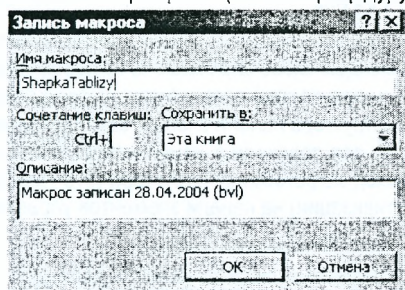 Запись макроса
Имя макроса:
ShapkaTablizy
Сочетание клавиш: Сохранить в:
Ctrl+ Эта книга
Описание:
Макрос записан 28.04.2004 (bvl)
ОК Отмена